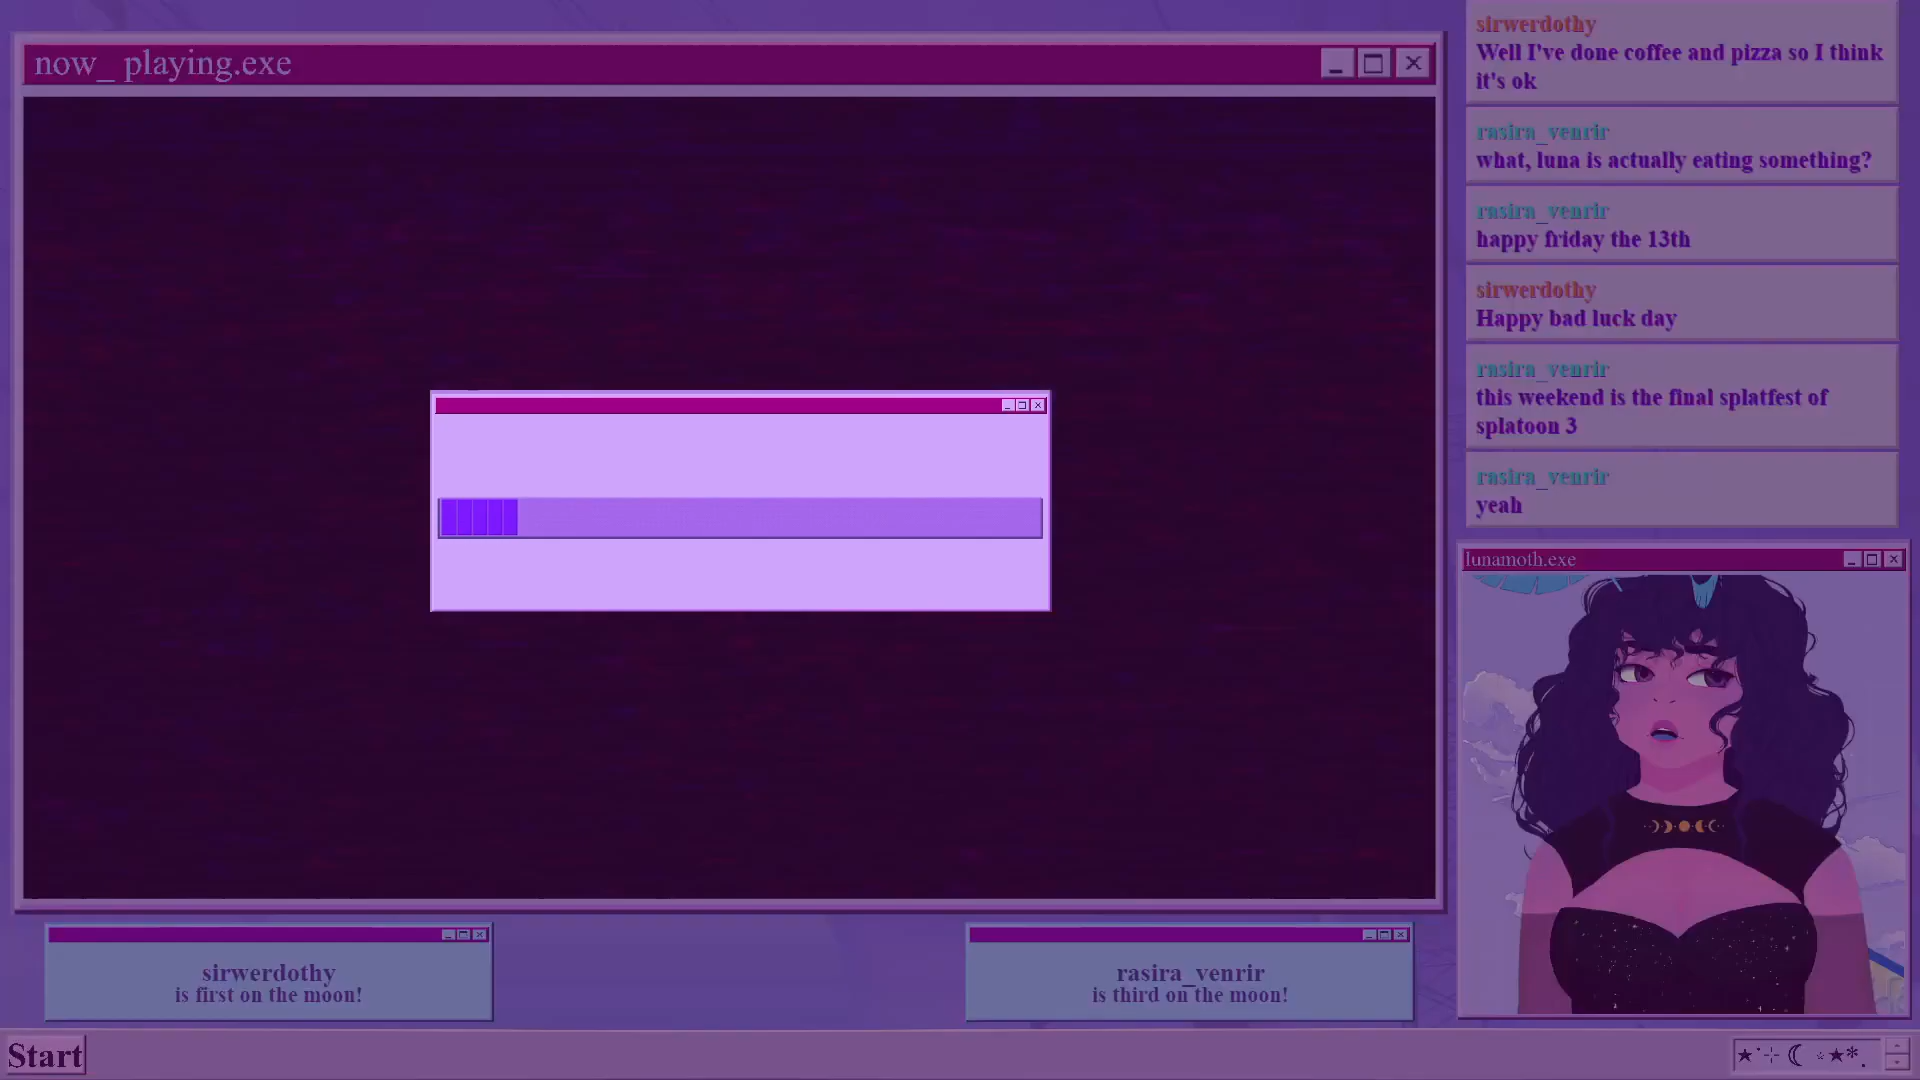 now_ playing.exe
sirwerdothy
Well I've done coffee and pizza so I think
it's ok
rasira_venrir
what, luna is actually eating something?
rasira_venrir
happy friday the 13th
sirwerdothy
Happy bad luck day
rasira_venrir
this weekend is the final splatfest of
splatoon 3
rasira_venrir
yeah
lunamoth.exe
sirwerdothy
is first on the moon!
rasira_venrir
is third on the moon!
Start